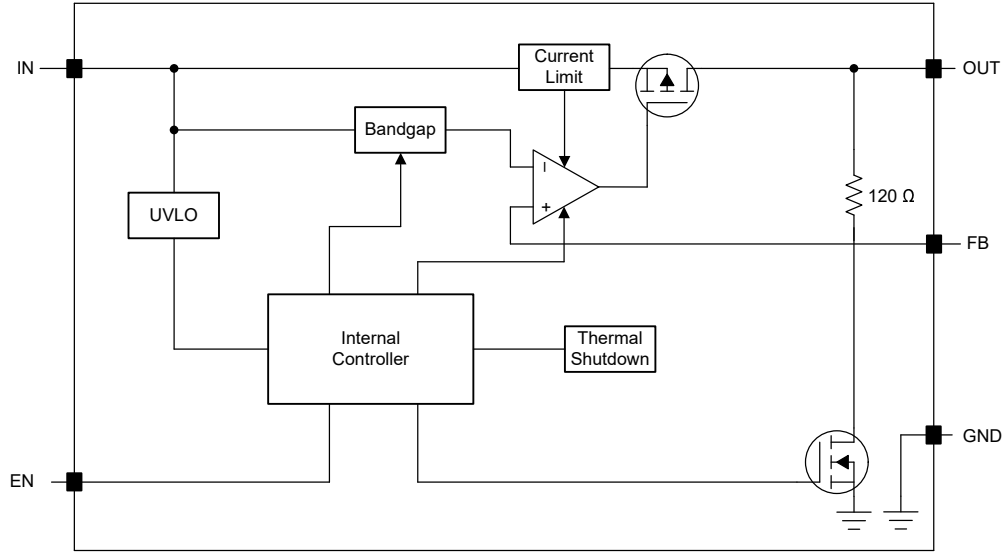 IN
Current
Limit
OUT
Bandgap
−
+
UVLO
120 Ω
FB
Internal
Controller
Thermal
Shutdown
GND
EN